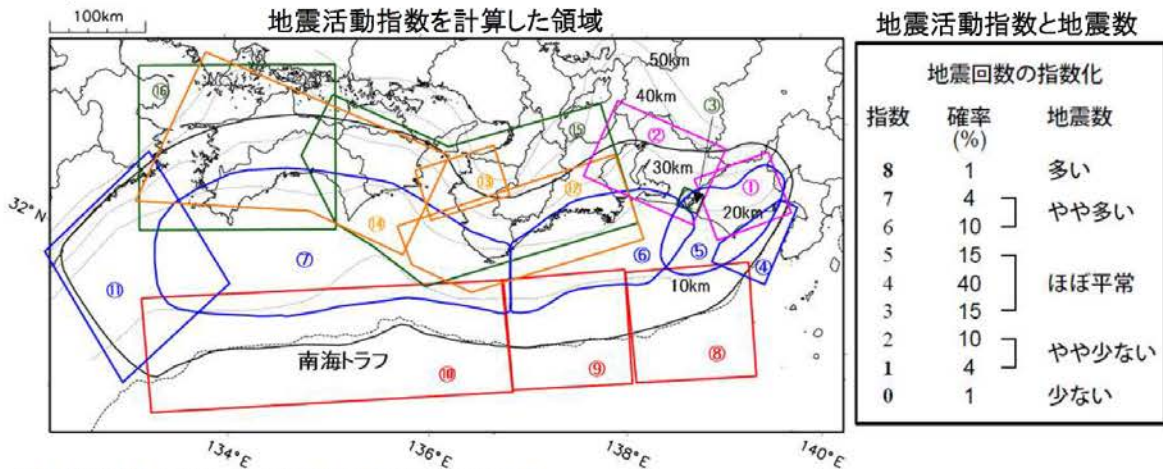 地震活動指数を計算した領域
100km
50km
40km
30km
20km
10km
⑯
⑮
③
②
①
⑬
⑫
⑭
⑦
⑥
⑤
④
⑪
南海トラフ
⑩
⑨
⑧
32°N
134°E
136°E
138°E
140°E
地震活動指数と地震数
地震回数の指数化
指数 確率 地震数
(%)
8 1 多い
7 4
やや多い
6 10
5 15
4 40 ほぼ平常
3 15
2 10
やや少ない
1 4
0 1 少ない